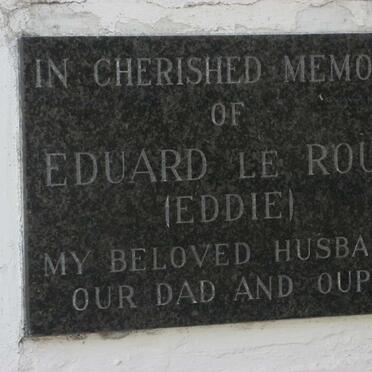 IN CHERISHED MEMO
OF
EDUARD LE ROU
(EDDIE)
MY BELOVED HUSBA
OUR DAD AND OUP